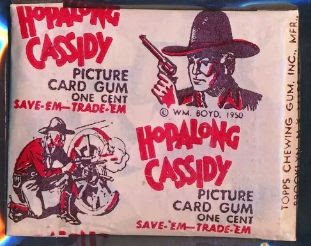 HOPALONG
CASSIDY
PICTURE
CARD GUM
ONE CENT
SAVE-'EM—TRADE-'EM
© WM. BOYD, 1950
HOPALONG
CASSIDY
PICTURE
CARD GUM
ONE CENT
SAVE-'EM—TRADE-'EM
TOPPS CHEWING GUM, INC., MFR.,
BROOKLYN